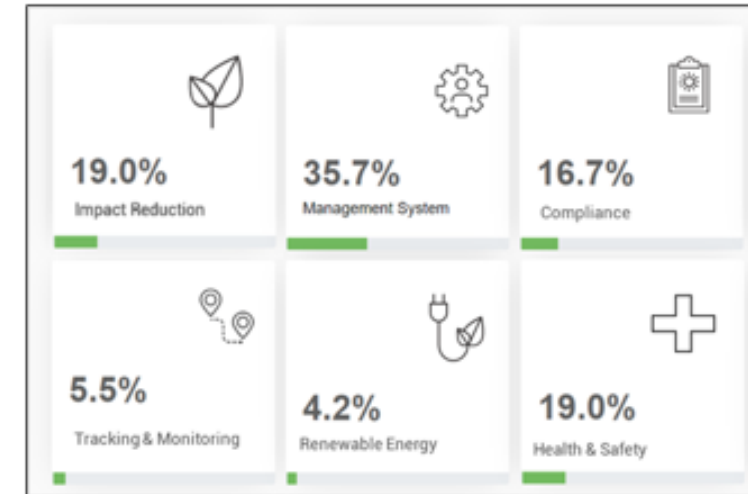 19.0%
Impact Reduction
35.7%
Management System
16.7%
Compliance
5.5%
Tracking & Monitoring
4.2%
Renewable Energy
19.0%
Health & Safety